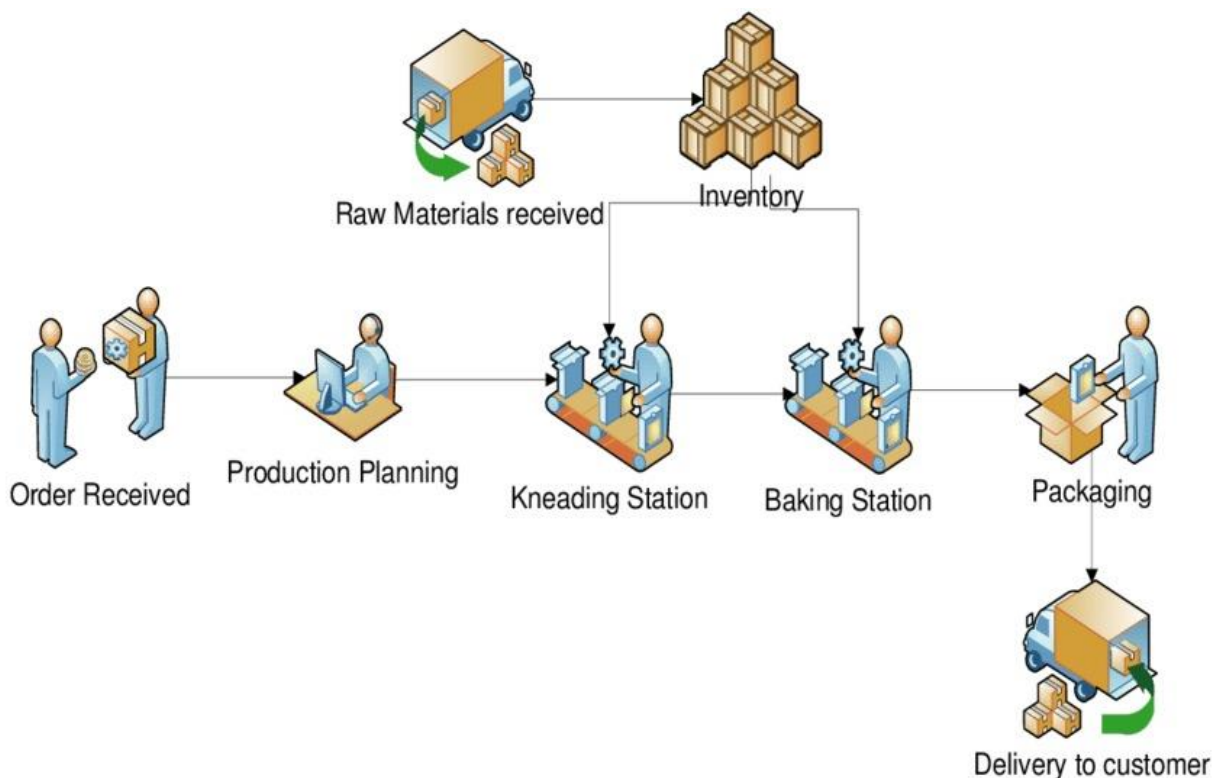 Raw Materials received
Inventory
Order Received
Production Planning
Kneading Station
Baking Station
Packaging
Delivery to customer